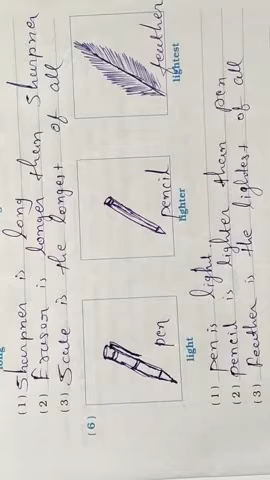 long
(1) Sharpner is long
(2) Erasor is longer than Sharpner
(3) Scale is the longest of all
(6)
pen
pencil
feather
light
lighter
lightest
(1) pen is light
(2) pencil is lighter than pen
(3) Feather is the lightest of all